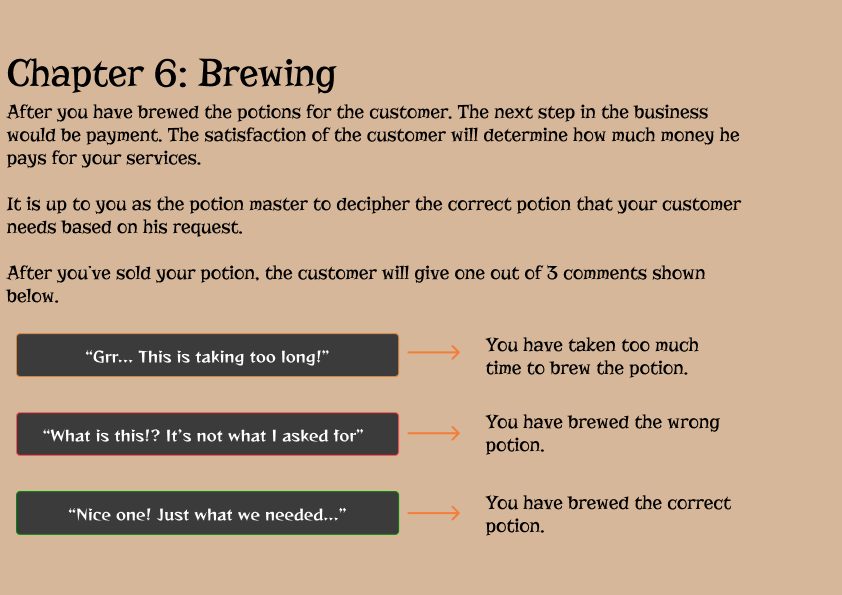 Chapter 6: Brewing
After you have brewed the potions for the customer. The next step in the business
would be payment. The satisfaction of the customer will determine how much money he
pays for your services.
It is up to you as the potion master to decipher the correct potion that your customer
needs based on his request.
After you've sold your potion, the customer will give one out of 3 comments shown
below.
“Grr... This is taking too long!”
You have taken too much
time to brew the potion.
“What is this!? It's not what I asked for”
You have brewed the wrong
potion.
“Nice one! Just what we needed...”
You have brewed the correct
potion.